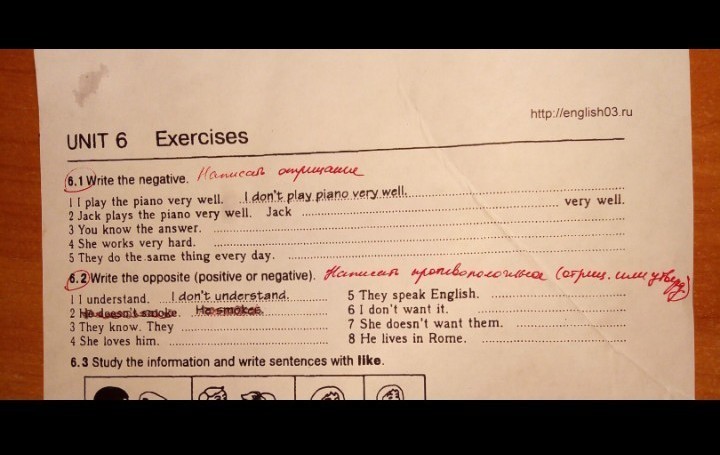 http://english03.ru
UNIT 6 Exercises
6.1 Write the negative. Написать отрицание
1 I play the piano very well. I don't play piano very well.
2 Jack plays the piano very well. Jack ........ very well.
3 You know the answer.
4 She works very hard.
5 They do the same thing every day.
6.2 Write the opposite (positive or negative). Написать противоположное (отриц. или утверд)
1 I understand. I don't understand. 5 They speak English.
2 He doesn't smoke. He smokes. 6 I don't want it.
3 They know. They 7 She doesn't want them.
4 She loves him. 8 He lives in Rome.
6.3 Study the information and write sentences with like.